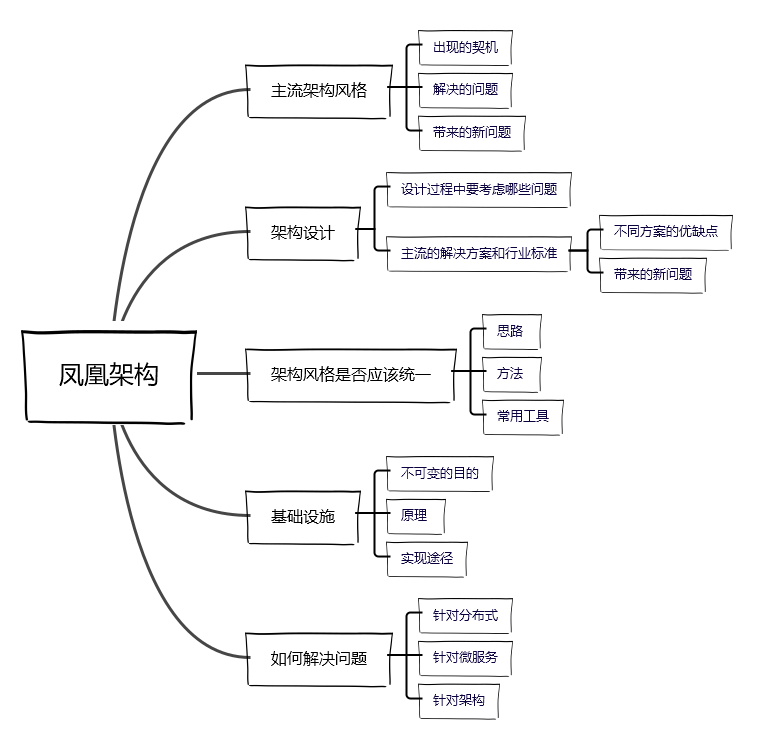 凤凰架构
主流架构风格
出现的契机
解决的问题
带来的新问题
架构设计
设计过程中要考虑哪些问题
主流的解决方案和行业标准
不同方案的优缺点
带来的新问题
架构风格是否应该统一
思路
方法
常用工具
基础设施
不可变的目的
原理
实现途径
如何解决问题
针对分布式
针对微服务
针对架构